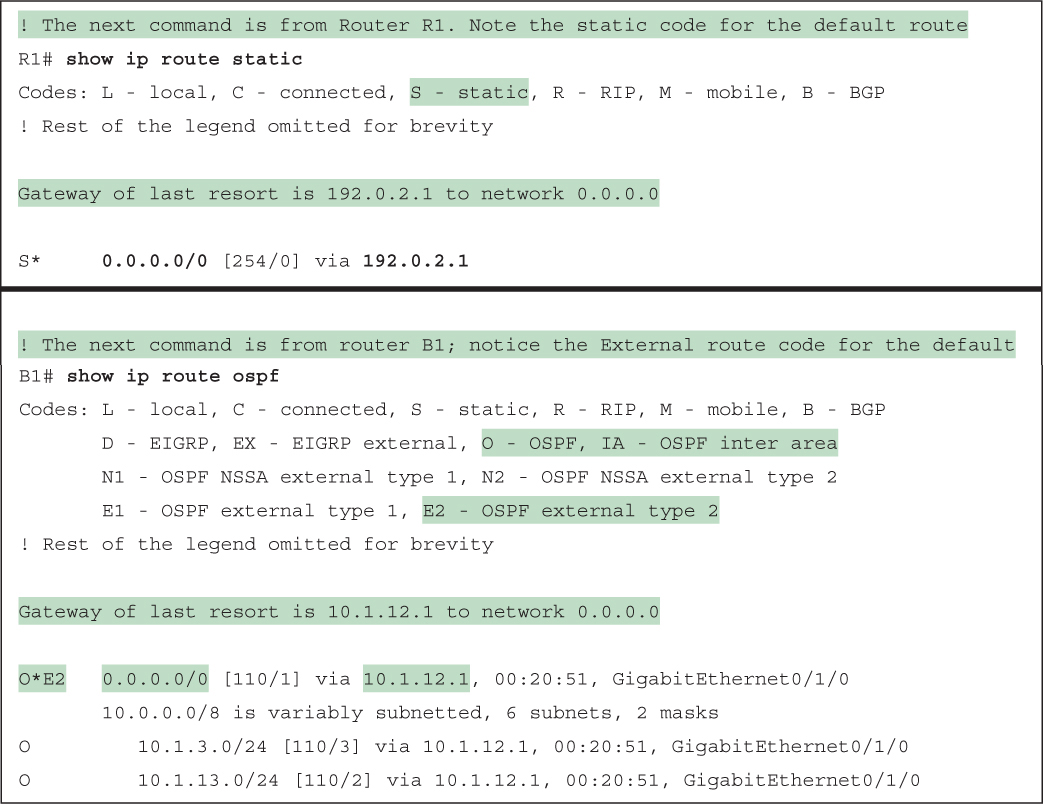 ! The next command is from Router R1. Note the static code for the default route
R1# show ip route static
Codes: L - local, C - connected, S - static, R - RIP, M - mobile, B - BGP
! Rest of the legend omitted for brevity
Gateway of last resort is 192.0.2.1 to network 0.0.0.0
S*     0.0.0.0/0 [254/0] via 192.0.2.1
! The next command is from router B1; notice the External route code for the default
B1# show ip route ospf
Codes: L - local, C - connected, S - static, R - RIP, M - mobile, B - BGP
       D - EIGRP, EX - EIGRP external, O - OSPF, IA - OSPF inter area
       N1 - OSPF NSSA external type 1, N2 - OSPF NSSA external type 2
       E1 - OSPF external type 1, E2 - OSPF external type 2
! Rest of the legend omitted for brevity
Gateway of last resort is 10.1.12.1 to network 0.0.0.0
O*E2   0.0.0.0/0 [110/1] via 10.1.12.1, 00:20:51, GigabitEthernet0/1/0
       10.0.0.0/8 is variably subnetted, 6 subnets, 2 masks
O         10.1.3.0/24 [110/3] via 10.1.12.1, 00:20:51, GigabitEthernet0/1/0
O         10.1.13.0/24 [110/2] via 10.1.12.1, 00:20:51, GigabitEthernet0/1/0